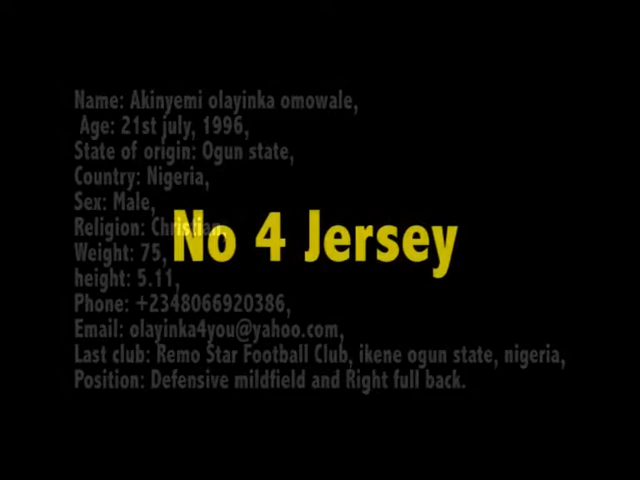 Name: Akinyemi olayinka omowale,
Age: 21st july, 1996,
State of origin: Ogun state,
Country: Nigeria,
Sex: Male,
Religion: Christian,
No 4 Jersey
Weight: 75,
height: 5.11,
Phone: +2348066920386,
Email: olayinka4you@yahoo.com,
Last club: Remo Star Football Club, ikene ogun state, nigeria,
Position: Defensive mildfield and Right full back.